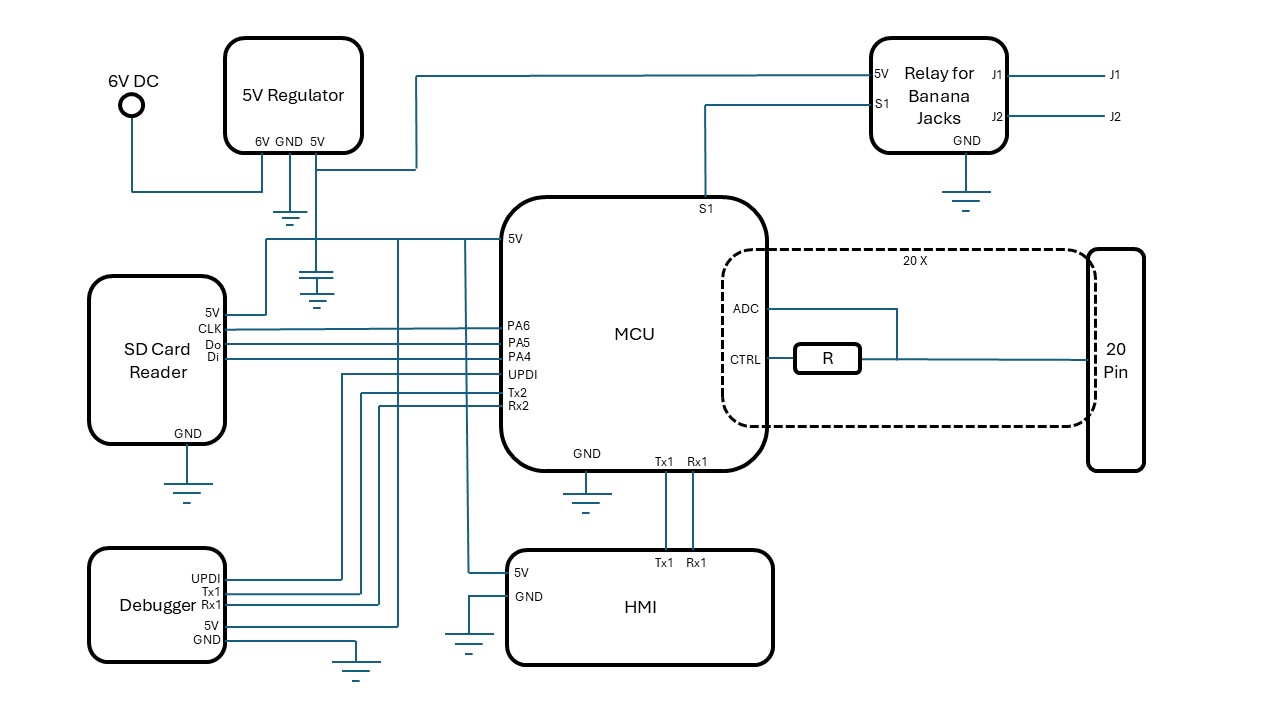 6V DC
5V Regulator
6V GND 5V
5V
S1
Relay for
Banana
Jacks
J1
J2
GND
J1
J2
S1
5V
PA6
PA5
PA4
UPDI
Tx2
Rx2
MCU
ADC
CTRL
GND
Tx1
Rx1
20 X
R
20
Pin
5V
CLK
Do
Di
SD Card
Reader
GND
UPDI
Tx1
Rx1
5V
GND
Debugger
Tx1
Rx1
5V
GND
HMI